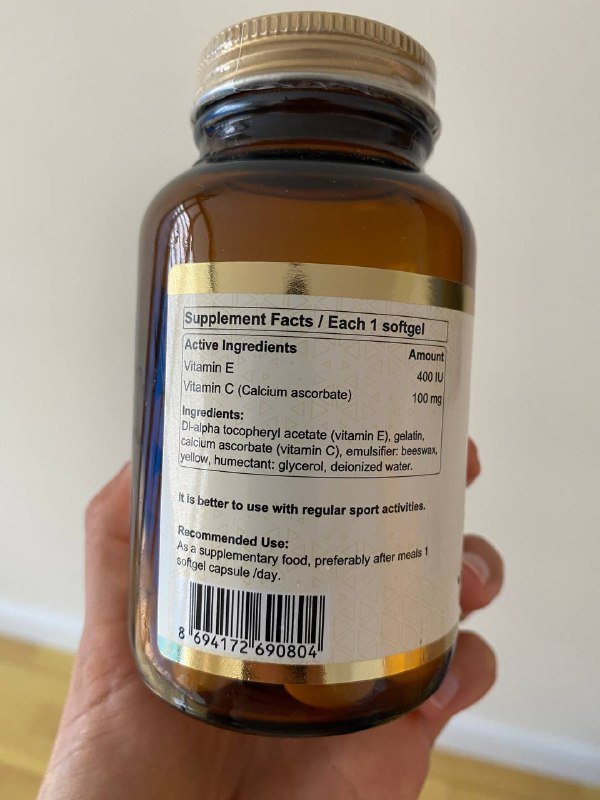 Supplement Facts / Each 1 softgel
Active Ingredients Amount
Vitamin E 400 IU
Vitamin C (Calcium ascorbate) 100 mg
Ingredients:
Dl-alpha tocopheryl acetate (vitamin E), gelatin,
calcium ascorbate (vitamin C), emulsifier: beeswax,
yellow, humectant: glycerol, deionized water.
It is better to use with regular sport activities.
Recommended Use:
As a supplementary food, preferably after meals 1
softgel capsule /day.
8 694172 690804